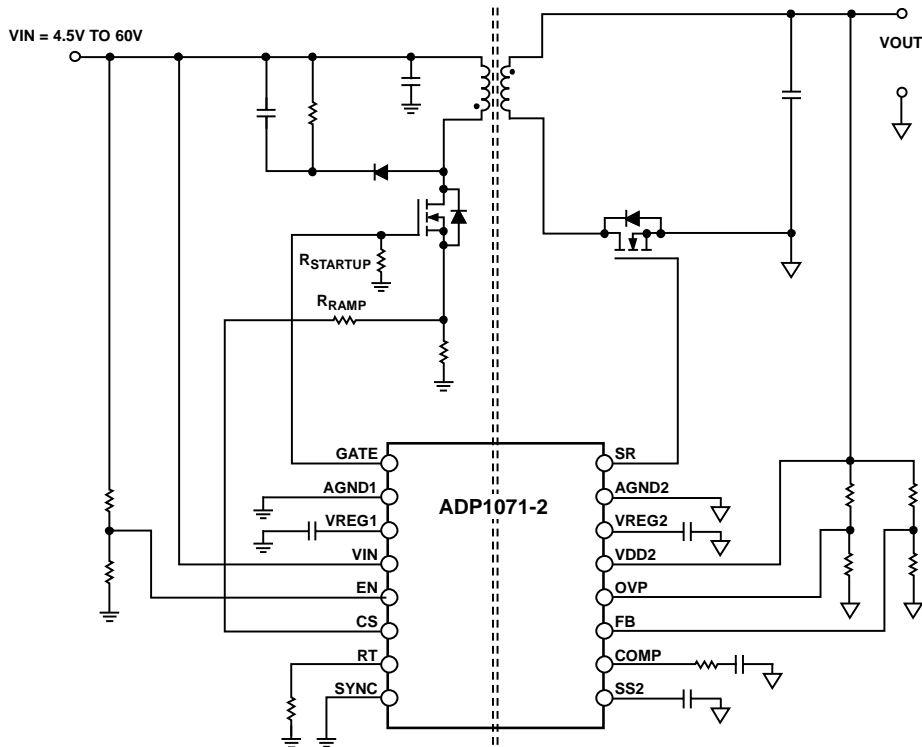 VIN = 4.5V TO 60V
VOUT
RSTARTUP
RRAMP
GATE
SR
AGND1
AGND2
ADP1071-2
VREG1
VREG2
VIN
VDD2
EN
OVP
CS
FB
RT
COMP
SYNC
SS2